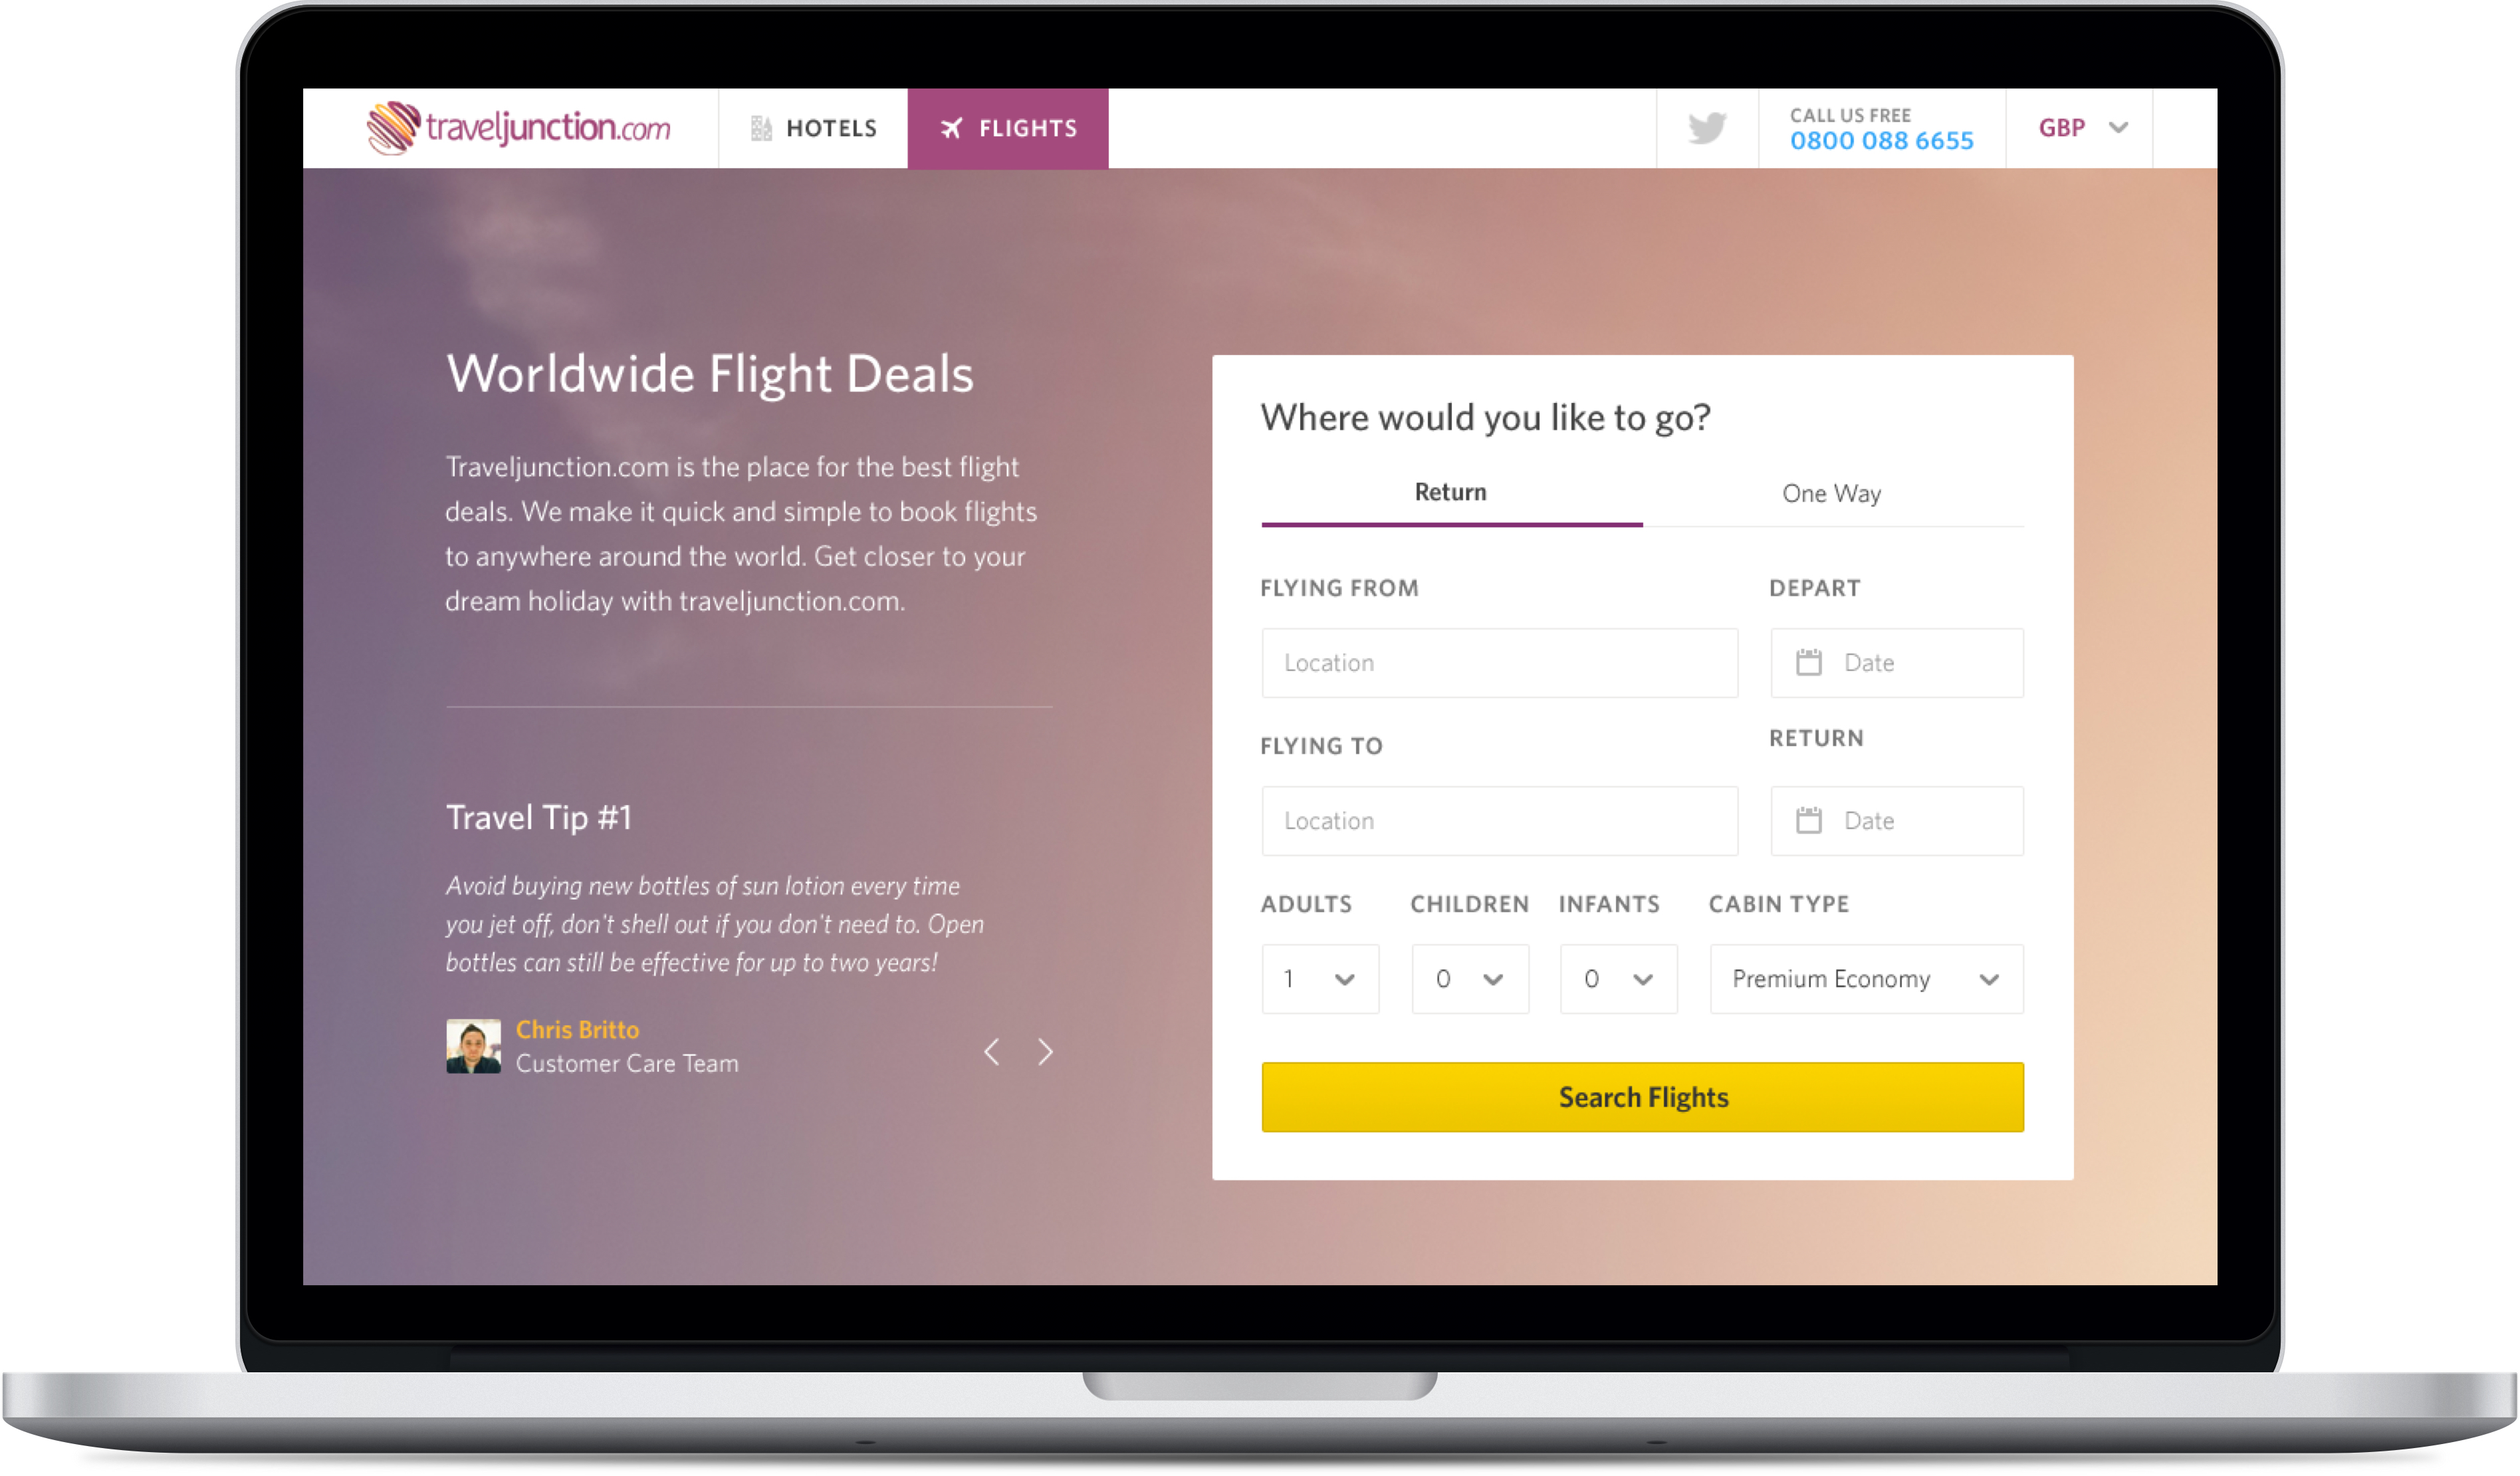 traveljunction.com
HOTELS
FLIGHTS
CALL US FREE
0800 088 6655
GBP
Worldwide Flight Deals
Traveljunction.com is the place for the best flight
deals. We make it quick and simple to book flights
to anywhere around the world. Get closer to your
dream holiday with traveljunction.com.
Travel Tip #1
Avoid buying new bottles of sun lotion every time
you jet off, don't shell out if you don't need to. Open
bottles can still be effective for up to two years!
Chris Britto
Customer Care Team
Where would you like to go?
Return
One Way
FLYING FROM
DEPART
Location
Date
FLYING TO
RETURN
Location
Date
ADULTS
CHILDREN
INFANTS
CABIN TYPE
1
0
0
Premium Economy
Search Flights